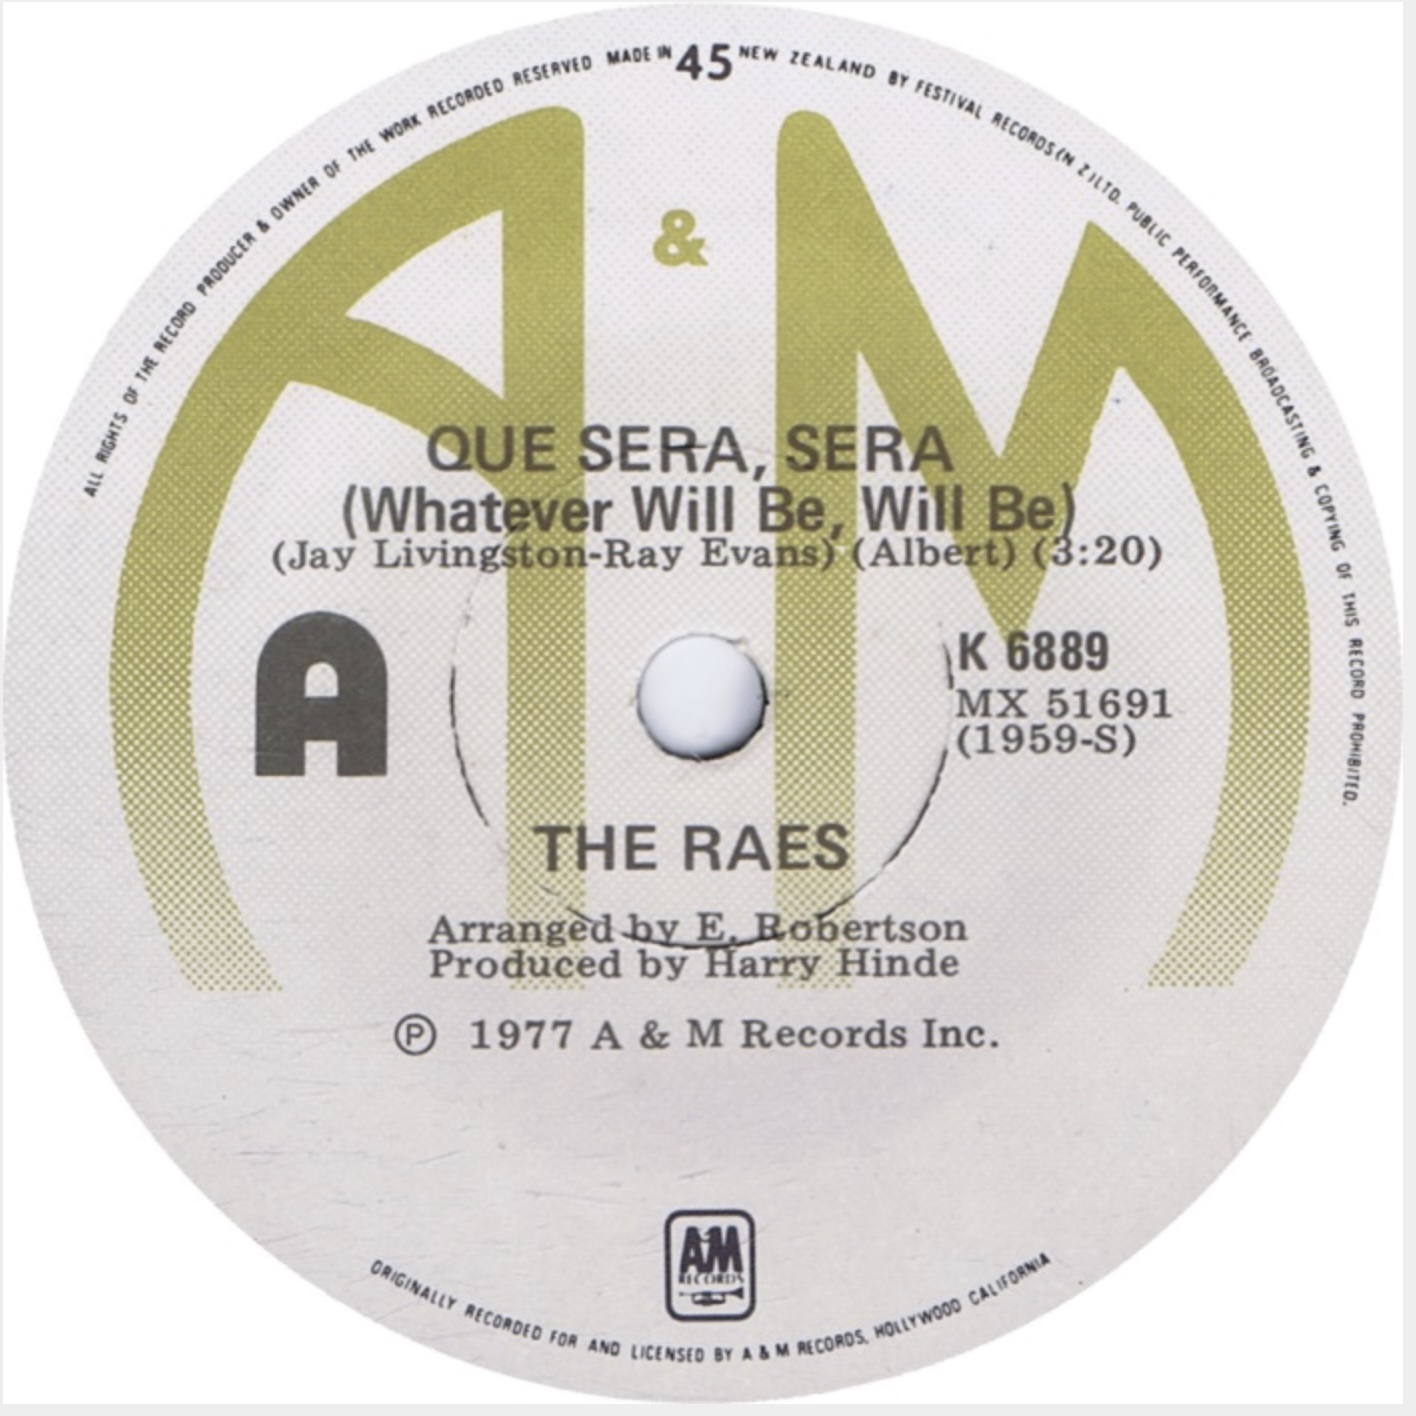 ALL RIGHTS OF THE RECORD PRODUCER & OWNER OF THE WORK RECORDED RESERVED MADE IN 45 NEW ZEALAND BY FESTIVAL RECORDS (N.Z.) LTD. PUBLIC PERFORMANCE BROADCASTING & COPYING OF THIS RECORD PROHIBITED.
A & M
QUE SERA, SERA
(Whatever Will Be, Will Be)
(Jay Livingston-Ray Evans) (Albert) (3:20)
A
K 6889
MX 51691
(1959-S)
THE RAES
Arranged by E. Robertson
Produced by Harry Hinde
Ⓟ 1977 A & M Records Inc.
A&M
RECORDS
ORIGINALLY RECORDED FOR AND LICENSED BY A & M RECORDS, HOLLYWOOD CALIFORNIA